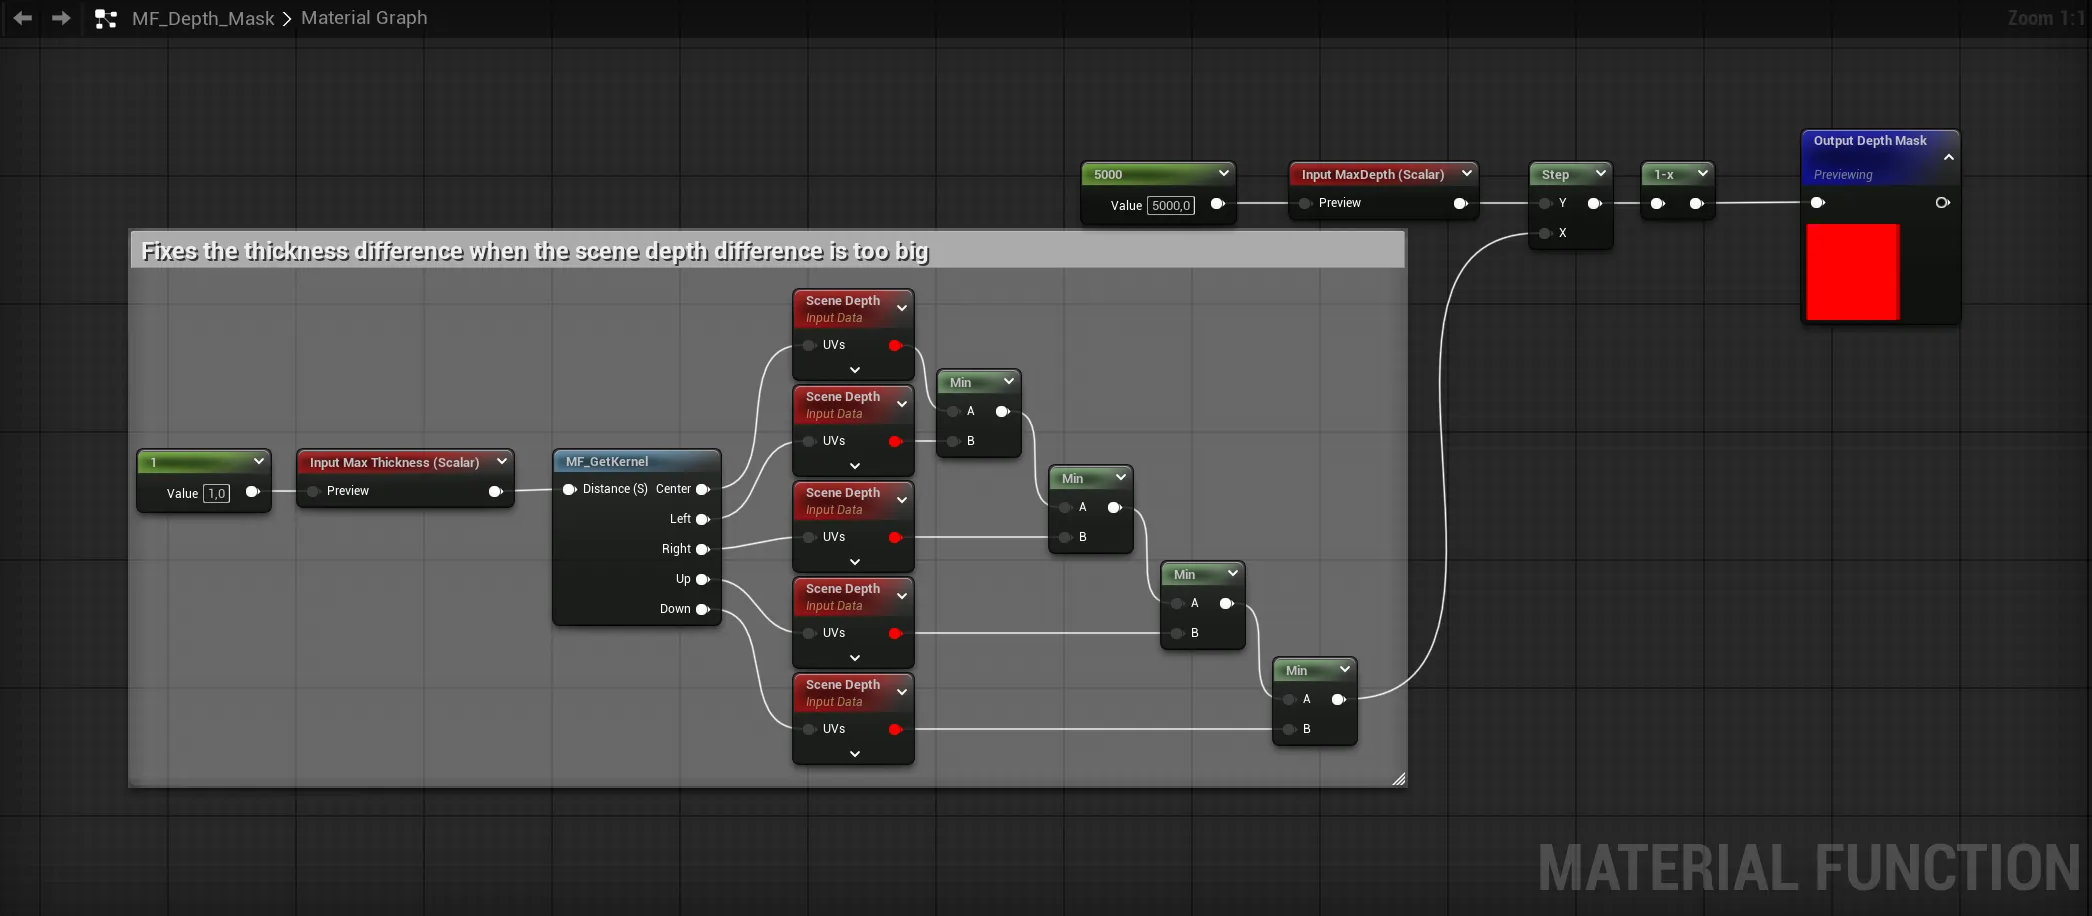 MF_Depth_Mask > Material Graph
Zoom 1:1
Output Depth Mask
Previewing
5000
Value 5000,0
Input MaxDepth (Scalar)
Preview
Step
Y
X
1-x
Fixes the thickness difference when the scene depth difference is too big
1
Value 1,0
Input Max Thickness (Scalar)
Preview
MF_GetKernel
Distance (S) Center
Left
Right
Up
Down
Scene Depth
Input Data
UVs
Scene Depth
Input Data
UVs
Scene Depth
Input Data
UVs
Scene Depth
Input Data
UVs
Scene Depth
Input Data
UVs
Min
A
B
Min
A
B
Min
A
B
Min
A
B
MATERIAL FUNCTION